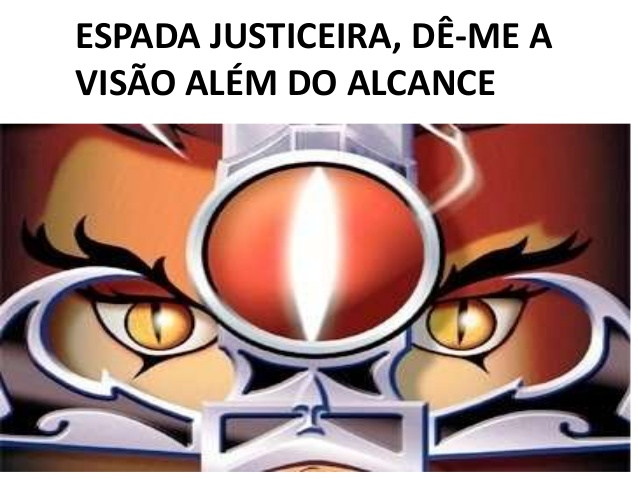 ESPADA JUSTICEIRA, DÊ-ME A
VISÃO ALÉM DO ALCANCE